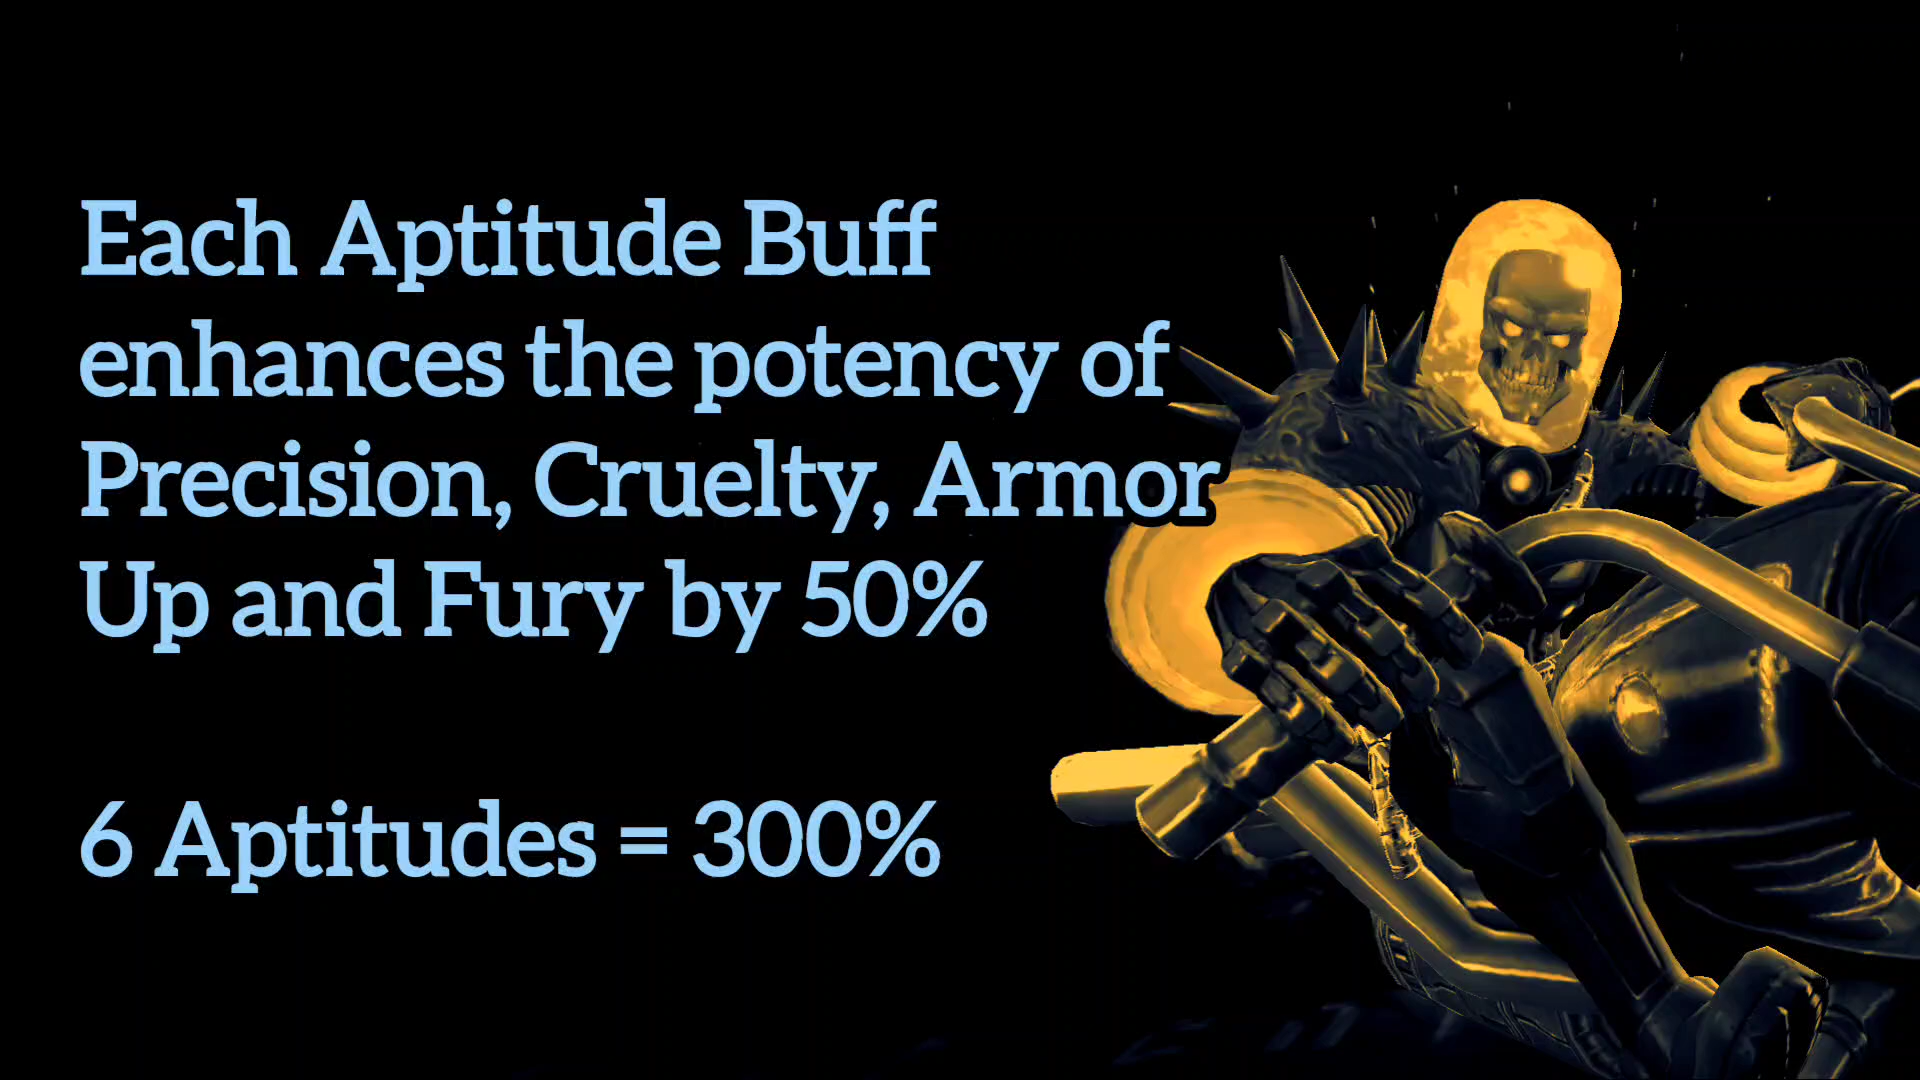 Each Aptitude Buff
enhances the potency of
Precision, Cruelty, Armor
Up and Fury by 50%
6 Aptitudes = 300%